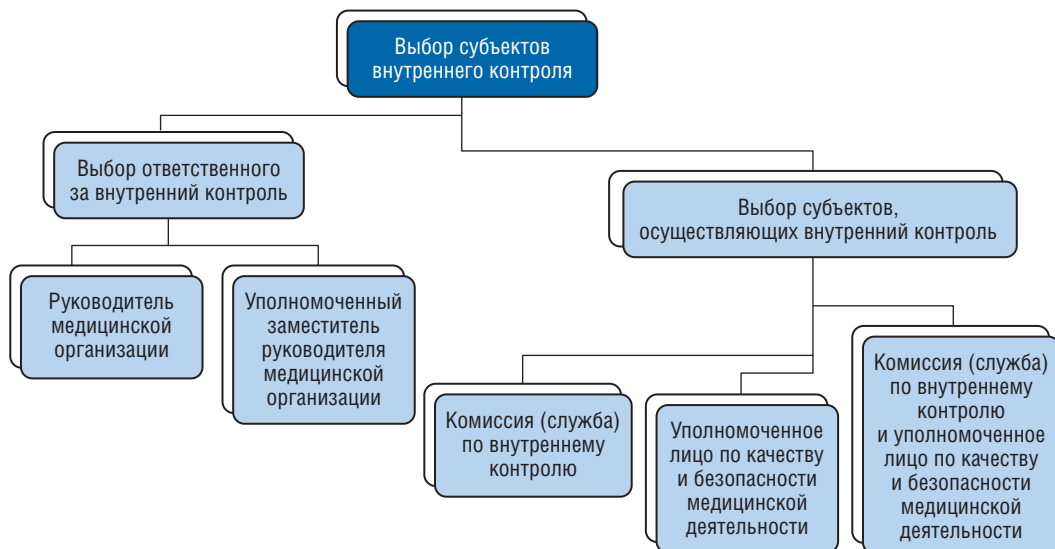 Выбор субъектов
внутреннего контроля
Выбор ответственного
за внутренний контроль
Выбор субъектов,
осуществляющих внутренний контроль
Руководитель
медицинской
организации
Уполномоченный
заместитель
руководителя
медицинской
организации
Комиссия (служба)
по внутреннему
контролю
Уполномоченное
лицо по качеству
и безопасности
медицинской
деятельности
Комиссия (служба)
по внутреннему
контролю
и уполномоченное
лицо по качеству
и безопасности
медицинской
деятельности